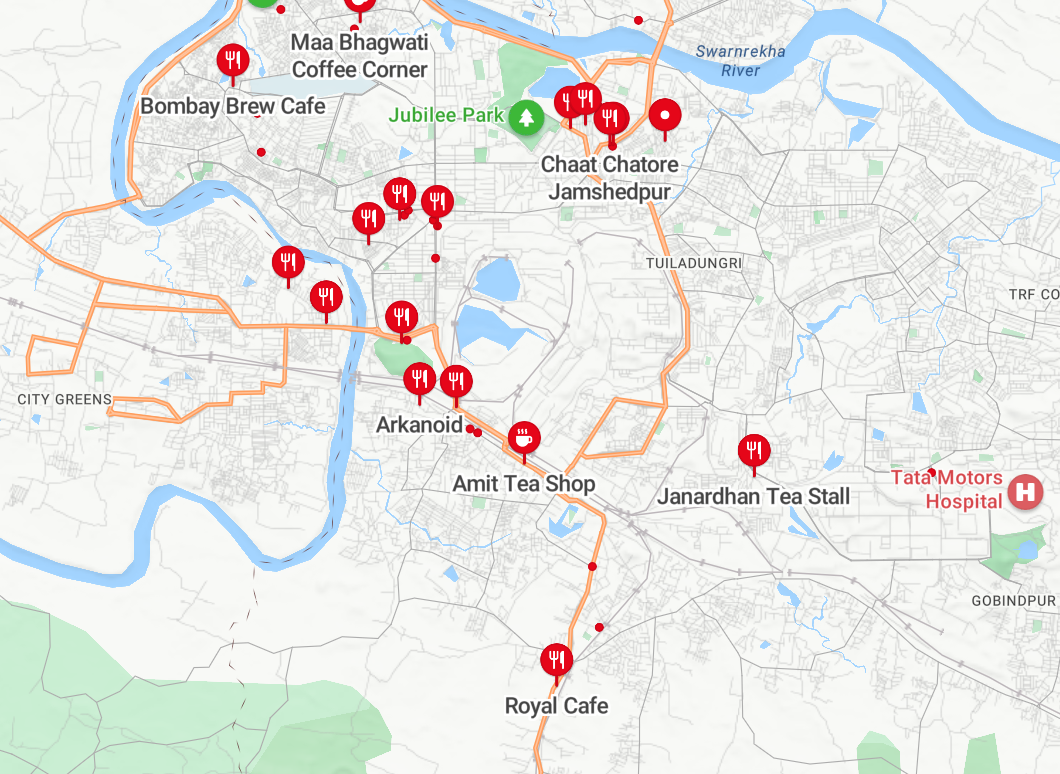 Maa Bhagwati
Coffee Corner
Swarnrekha
River
Bombay Brew Cafe
Jubilee Park
Chaat Chatore
Jamshedpur
TUILADUNGRI
TRF CO
CITY GREENS
Arkanoid
Amit Tea Shop
Janardhan Tea Stall
Tata Motors
Hospital
H
GOBINDPUR
Royal Cafe